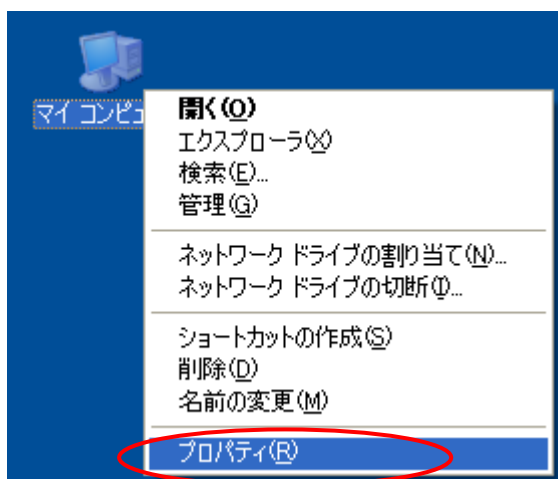 マイ コンピュ
開く(O)
エクスプローラ(X)
検索(E)...
管理(G)
ネットワーク ドライブの割り当て(N)...
ネットワーク ドライブの切断(I)...
ショートカットの作成(S)
削除(D)
名前の変更(M)
プロパティ(R)